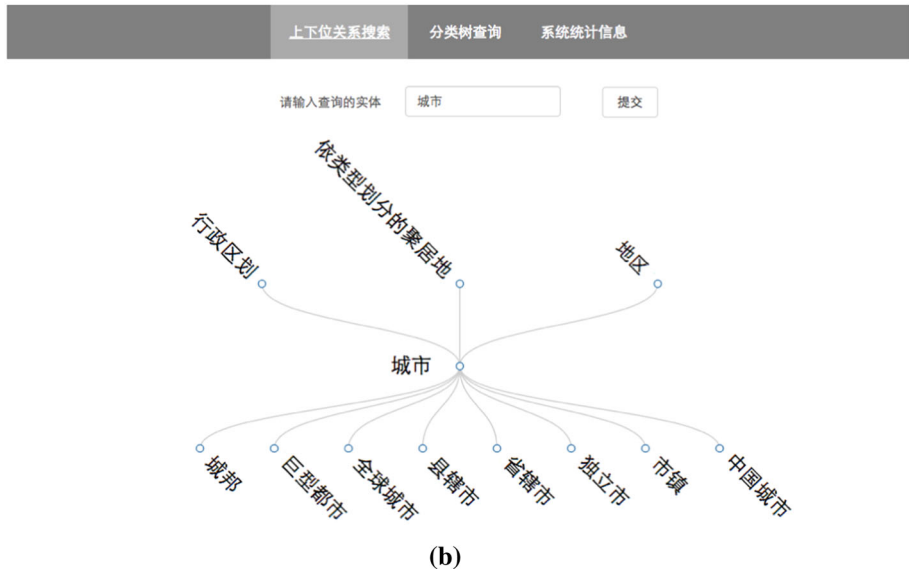 上下位关系搜索 分类树查询 系统统计信息
请输入查询的实体 城市 提交
行政区划
依类型划分的聚居地
地区
城市
城邦
巨型都市
全球城市
县辖市
省辖市
独立市
市镇
中国城市
(b)